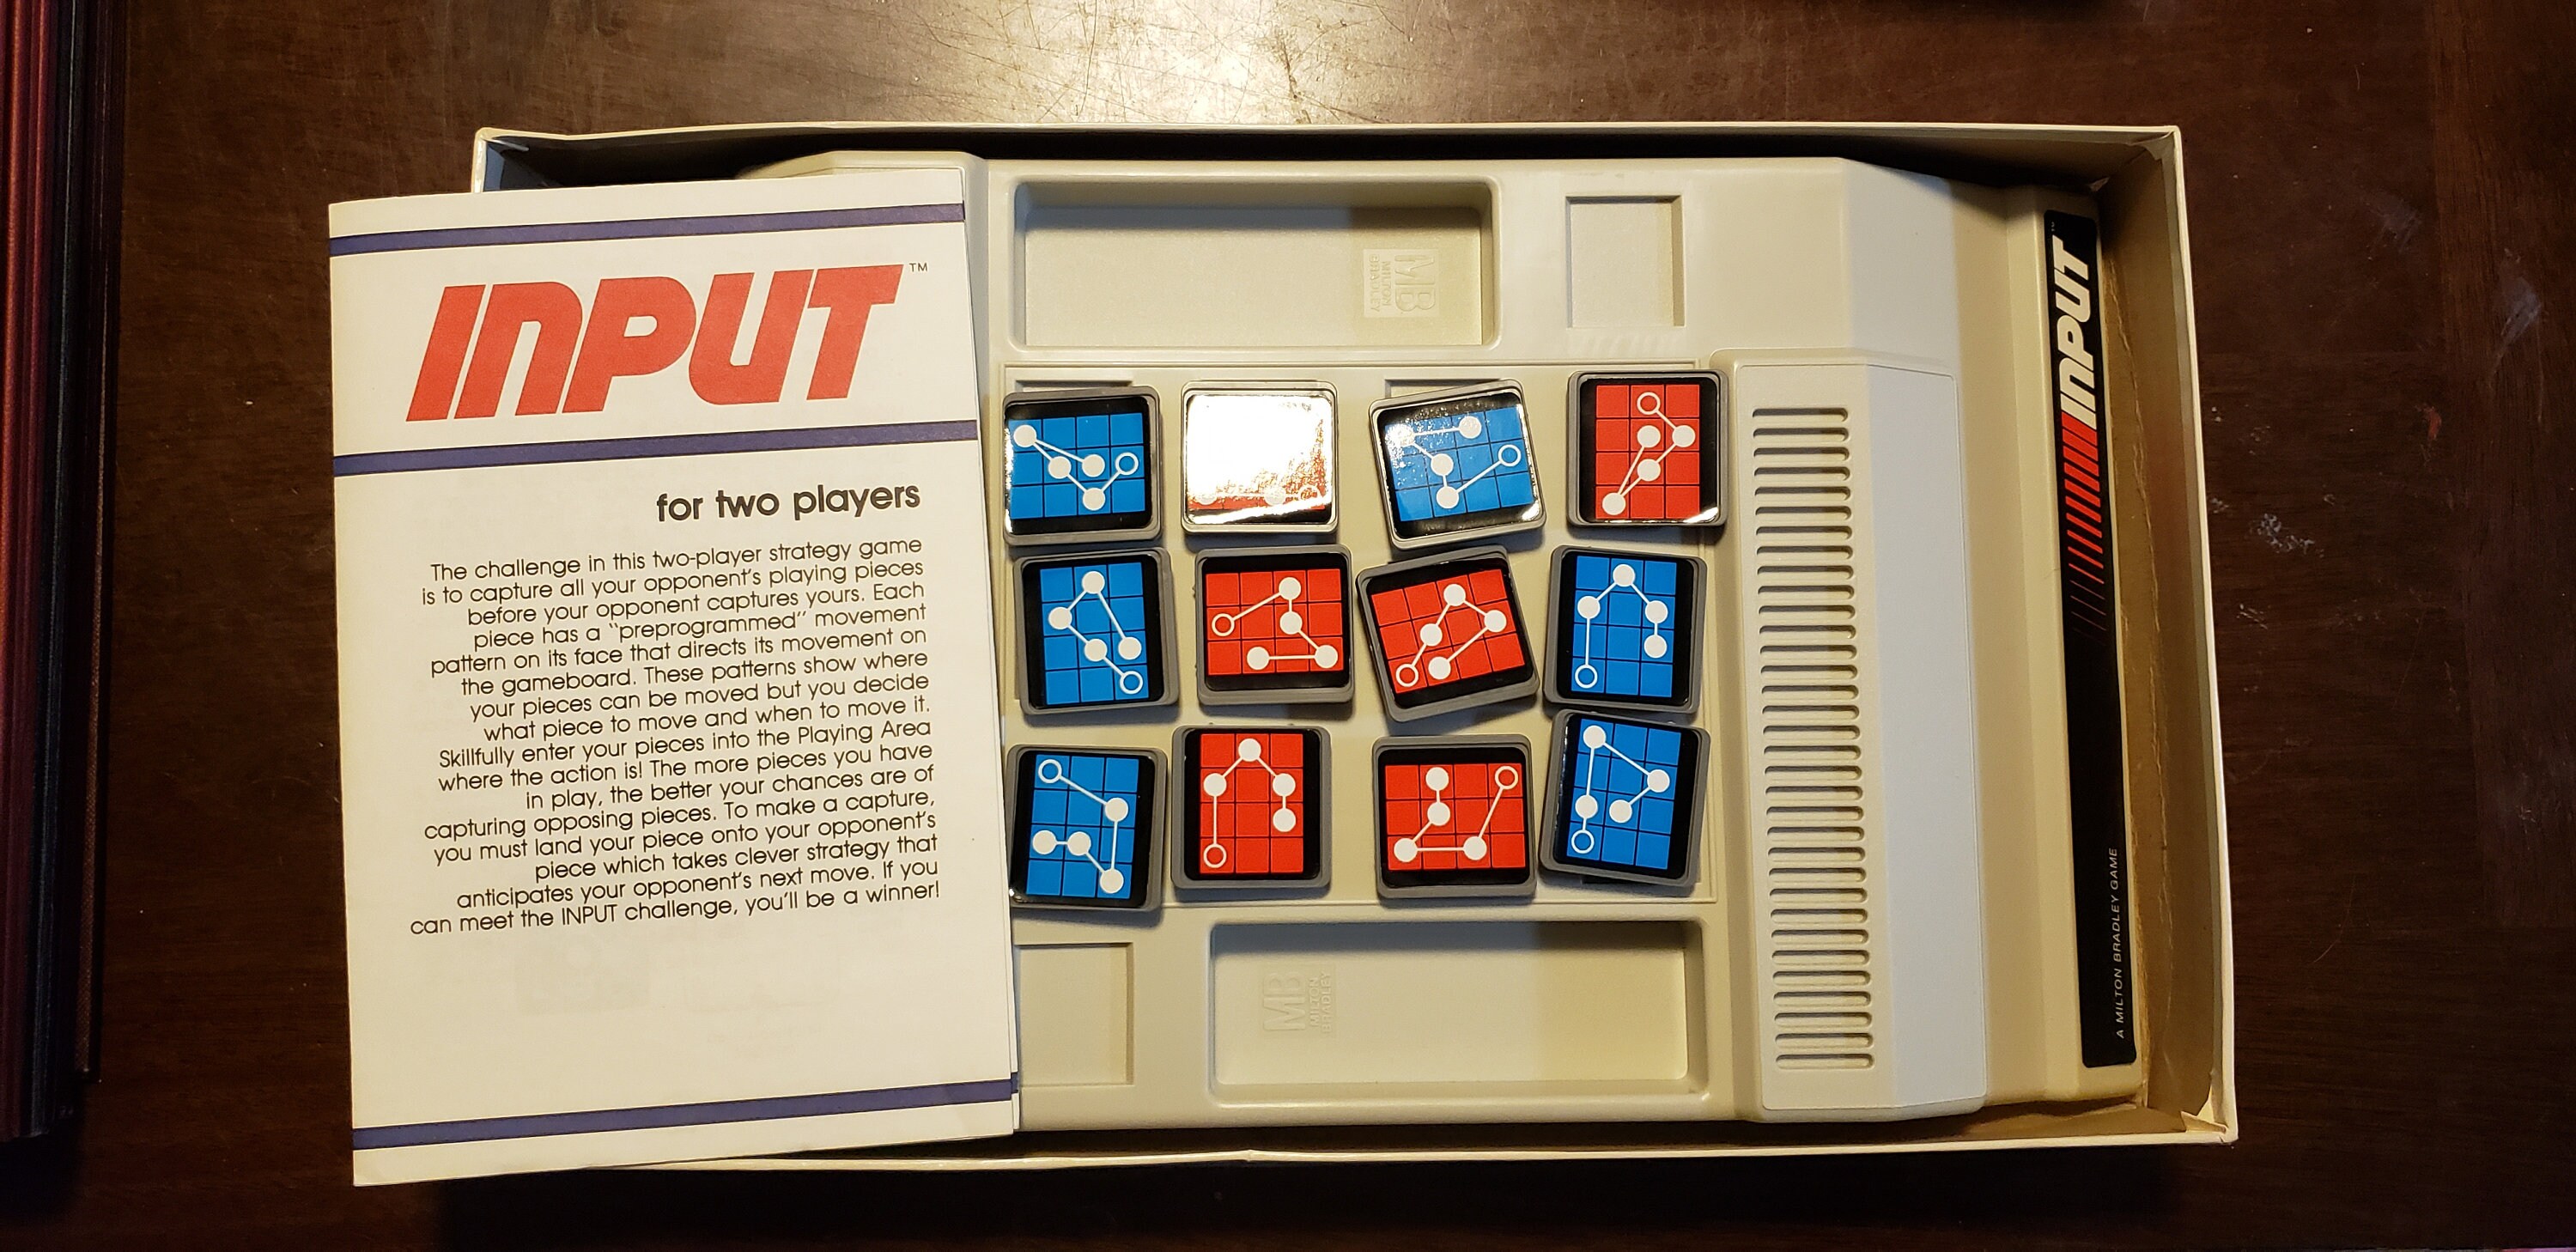 INPUT™
for two players
The challenge in this two-player strategy game
is to capture all your opponent's playing pieces
before your opponent captures yours. Each
piece has a "preprogrammed" movement
pattern on its face that directs its movement on
the gameboard. These patterns show where
your pieces can be moved but you decide
what piece to move and when to move it.
Skillfully enter your pieces into the Playing Area
where the action is! The more pieces you have
in play, the better your chances are of
capturing opposing pieces. To make a capture,
you must land your piece onto your opponent's
piece which takes clever strategy that
anticipates your opponent's next move. If you
can meet the INPUT challenge, you'll be a winner!
MB
MILTON
BRADLEY
MB
MILTON
BRADLEY
INPUT™
A MILTON BRADLEY GAME